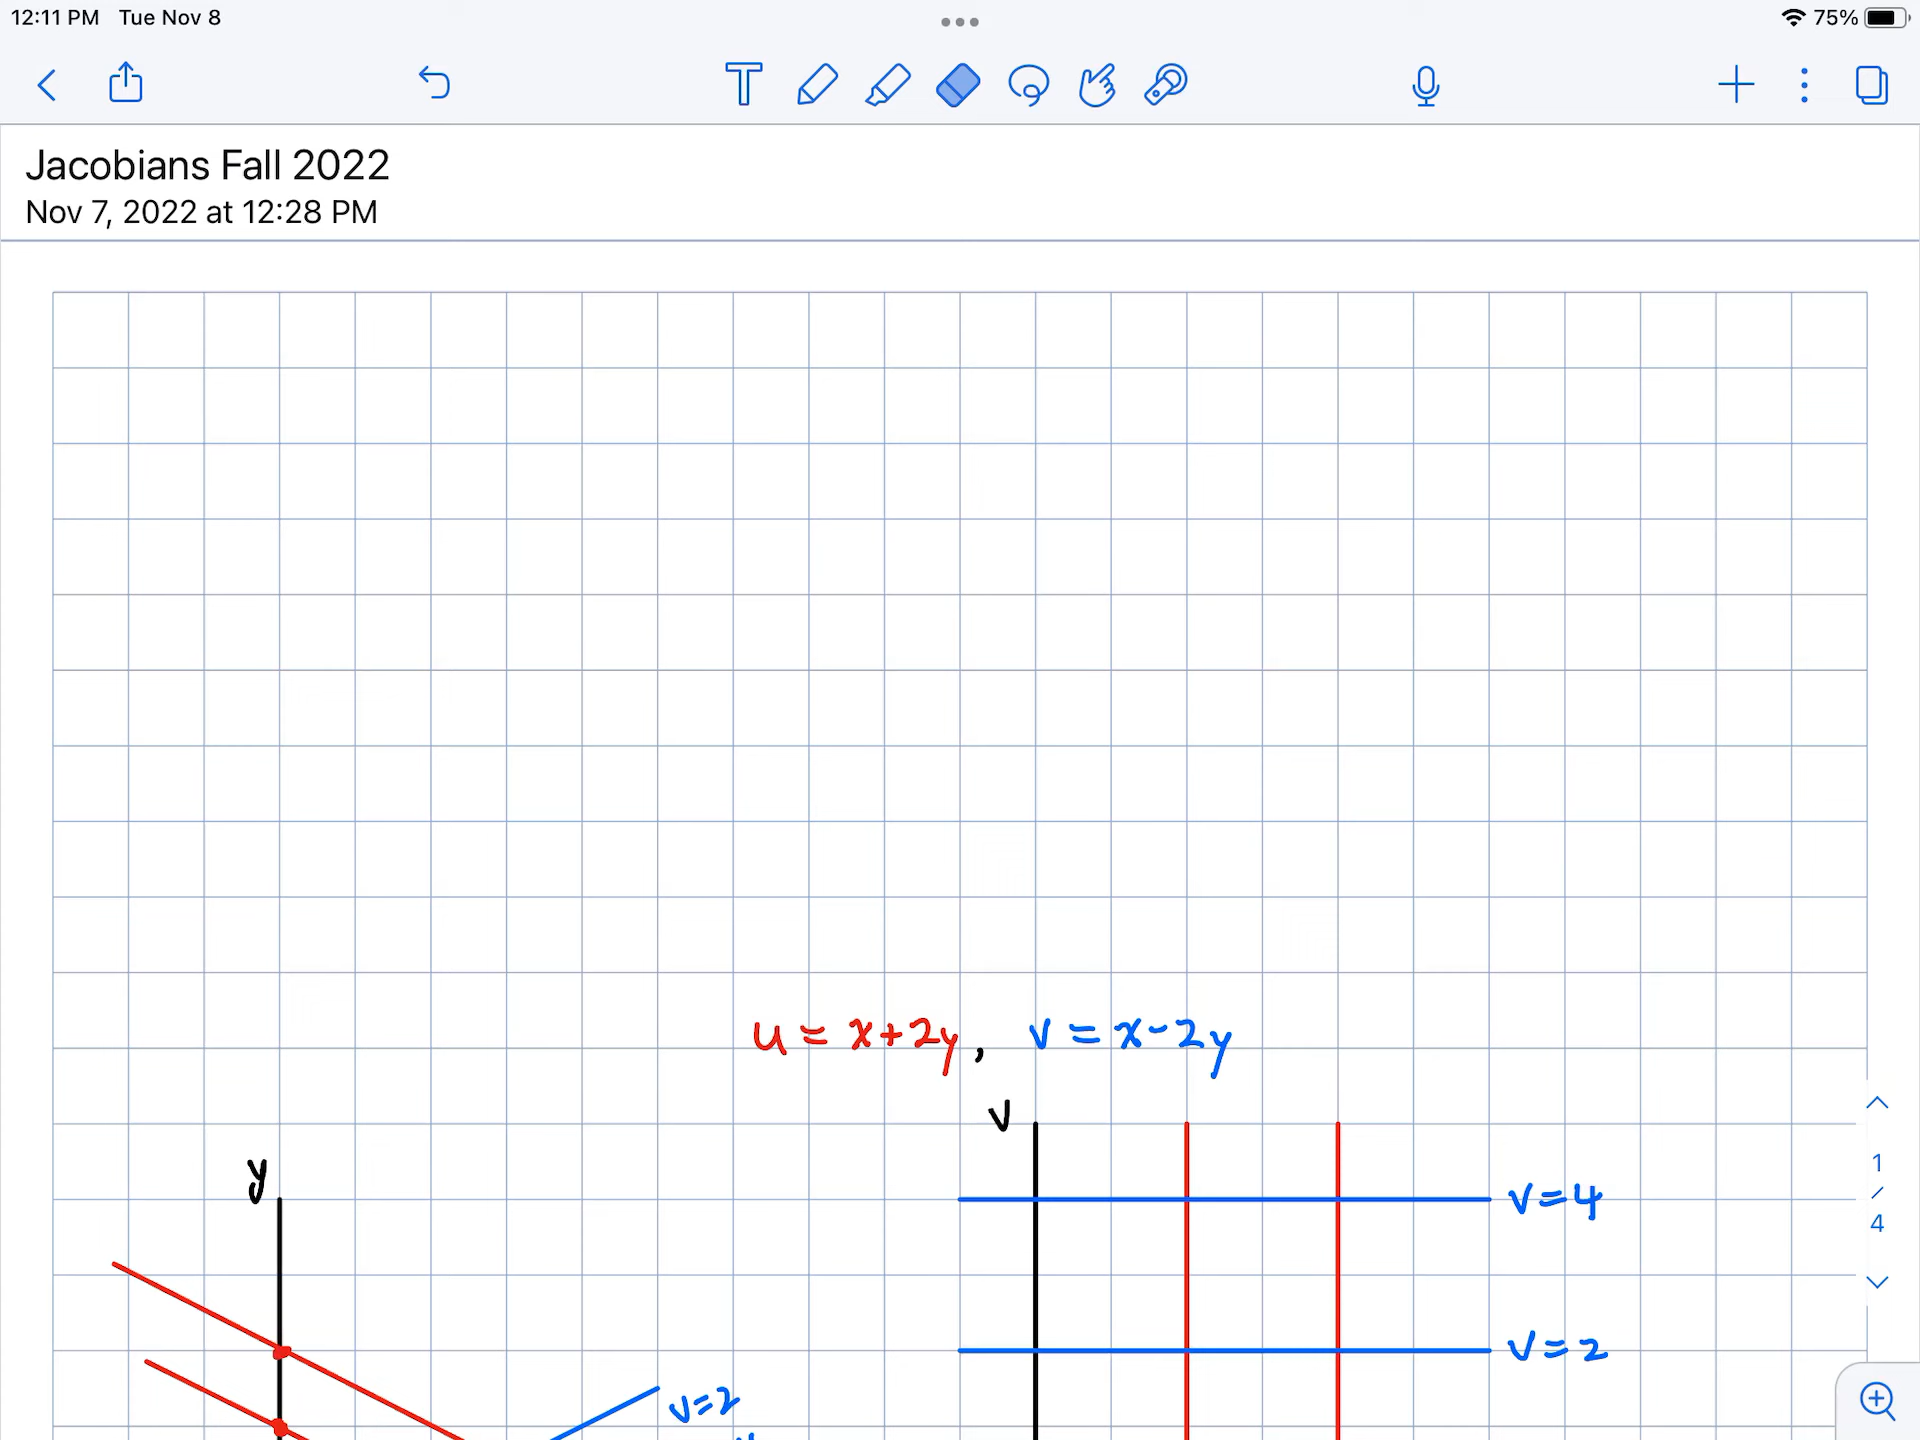 12:11 PM Tue Nov 8
75%
T
Jacobians Fall 2022
Nov 7, 2022 at 12:28 PM
u = x+2y, v = x-2y
v
y
v=4
v=2
v=2
1
/
4